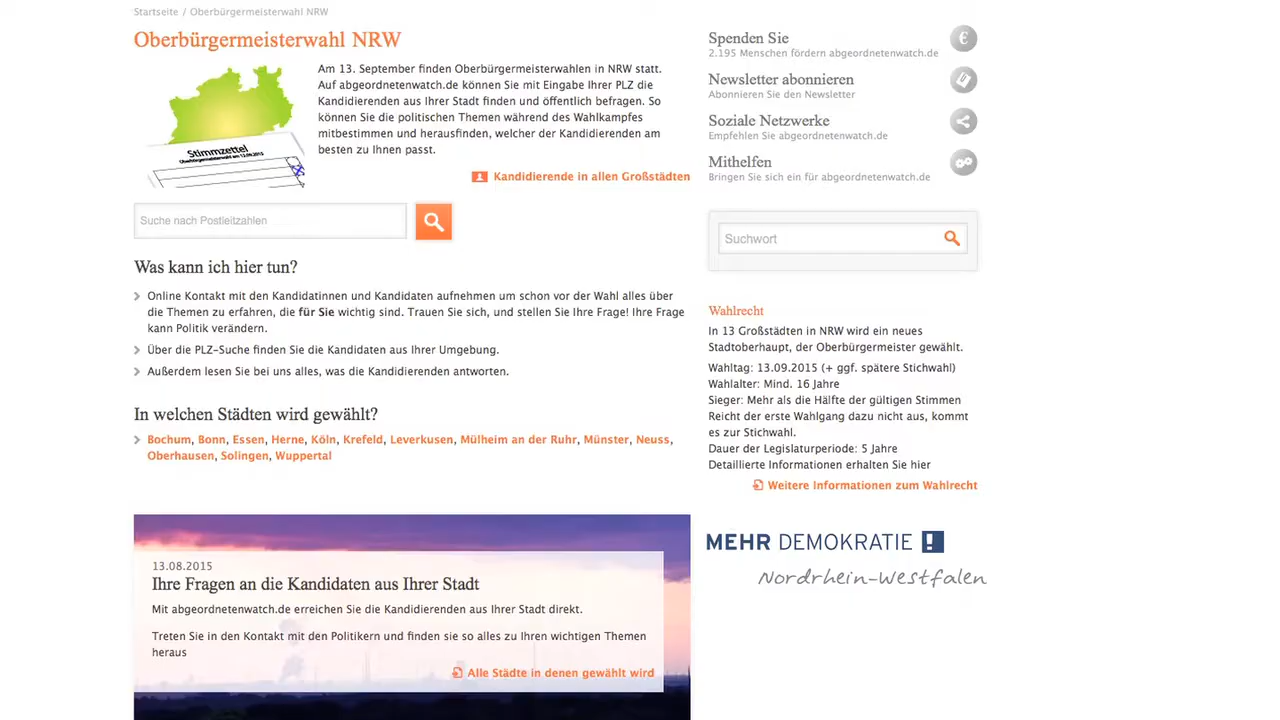 Startseite / Oberbürgermeisterwahl NRW
Oberbürgermeisterwahl NRW
Stimmzettel
Oberbürgermeisterwahl am 13.09.2015
Am 13. September finden Oberbürgermeisterwahlen in NRW statt.
Auf abgeordnetenwatch.de können Sie mit Eingabe Ihrer PLZ die
Kandidierenden aus Ihrer Stadt finden und öffentlich befragen. So
können Sie die politischen Themen während des Wahlkampfes
mitbestimmen und herausfinden, welcher der Kandidierenden am
besten zu Ihnen passt.
Kandidierende in allen Großstädten
Suche nach Postleitzahlen
Was kann ich hier tun?
Online Kontakt mit den Kandidatinnen und Kandidaten aufnehmen um schon vor der Wahl alles über
die Themen zu erfahren, die für Sie wichtig sind. Trauen Sie sich, und stellen Sie Ihre Frage! Ihre Frage
kann Politik verändern.
Über die PLZ-Suche finden Sie die Kandidaten aus Ihrer Umgebung.
Außerdem lesen Sie bei uns alles, was die Kandidierenden antworten.
In welchen Städten wird gewählt?
Bochum, Bonn, Essen, Herne, Köln, Krefeld, Leverkusen, Mülheim an der Ruhr, Münster, Neuss,
Oberhausen, Solingen, Wuppertal
13.08.2015
Ihre Fragen an die Kandidaten aus Ihrer Stadt
Mit abgeordnetenwatch.de erreichen Sie die Kandidierenden aus Ihrer Stadt direkt.
Treten Sie in den Kontakt mit den Politikern und finden sie so alles zu Ihren wichtigen Themen
heraus
Alle Städte in denen gewählt wird
Spenden Sie
2.195 Menschen fördern abgeordnetenwatch.de
€
Newsletter abonnieren
Abonnieren Sie den Newsletter
Soziale Netzwerke
Empfehlen Sie abgeordnetenwatch.de
Mithelfen
Bringen Sie sich ein für abgeordnetenwatch.de
Suchwort
Wahlrecht
In 13 Großstädten in NRW wird ein neues
Stadtoberhaupt, der Oberbürgermeister gewählt.
Wahltag: 13.09.2015 (+ ggf. spätere Stichwahl)
Wahlalter: Mind. 16 Jahre
Sieger: Mehr als die Hälfte der gültigen Stimmen
Reicht der erste Wahlgang dazu nicht aus, kommt
es zur Stichwahl.
Dauer der Legislaturperiode: 5 Jahre
Detaillierte Informationen erhalten Sie hier
Weitere Informationen zum Wahlrecht
MEHR DEMOKRATIE !
Nordrhein-Westfalen